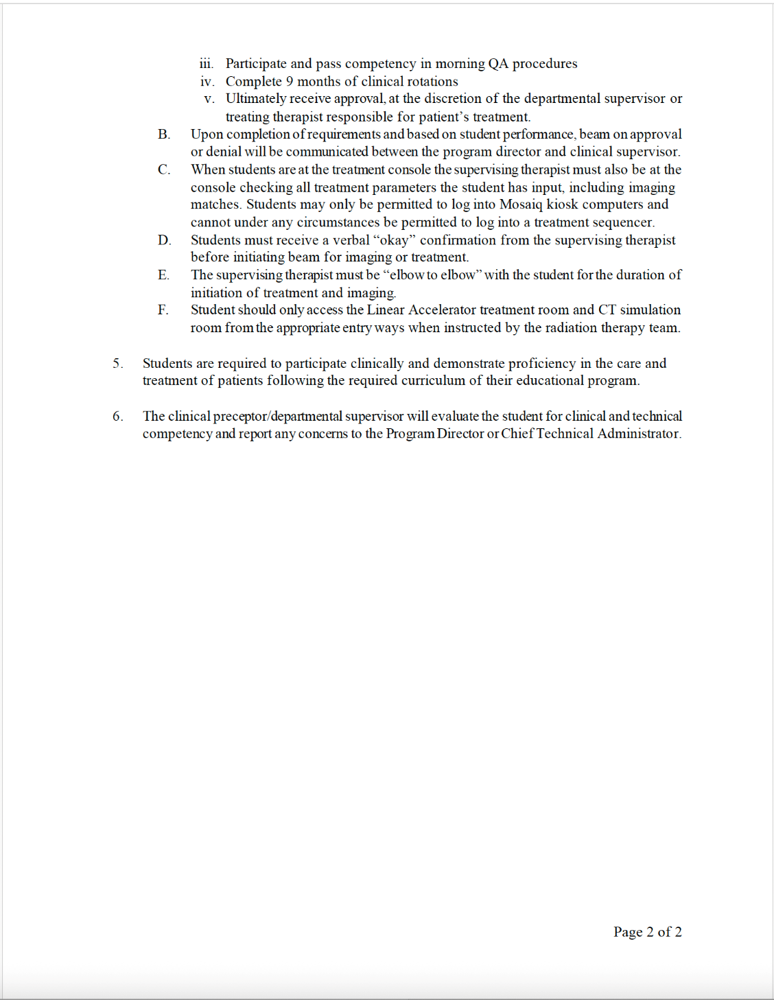 iii. Participate and pass competency in morning QA procedures
iv. Complete 9 months of clinical rotations
v. Ultimately receive approval, at the discretion of the departmental supervisor or
treating therapist responsible for patient’s treatment.
B. Upon completion of requirements and based on student performance, beam on approval
or denial will be communicated between the program director and clinical supervisor.
C. When students are at the treatment console the supervising therapist must also be at the
console checking all treatment parameters the student has input, including imaging
matches. Students may only be permitted to log into Mosaiq kiosk computers and
cannot under any circumstances be permitted to log into a treatment sequencer.
D. Students must receive a verbal “okay” confirmation from the supervising therapist
before initiating beam for imaging or treatment.
E. The supervising therapist must be “elbow to elbow” with the student for the duration of
initiation of treatment and imaging.
F. Student should only access the Linear Accelerator treatment room and CT simulation
room from the appropriate entry ways when instructed by the radiation therapy team.
5. Students are required to participate clinically and demonstrate proficiency in the care and
treatment of patients following the required curriculum of their educational program.
6. The clinical preceptor/departmental supervisor will evaluate the student for clinical and technical
competency and report any concerns to the Program Director or Chief Technical Administrator.
Page 2 of 2